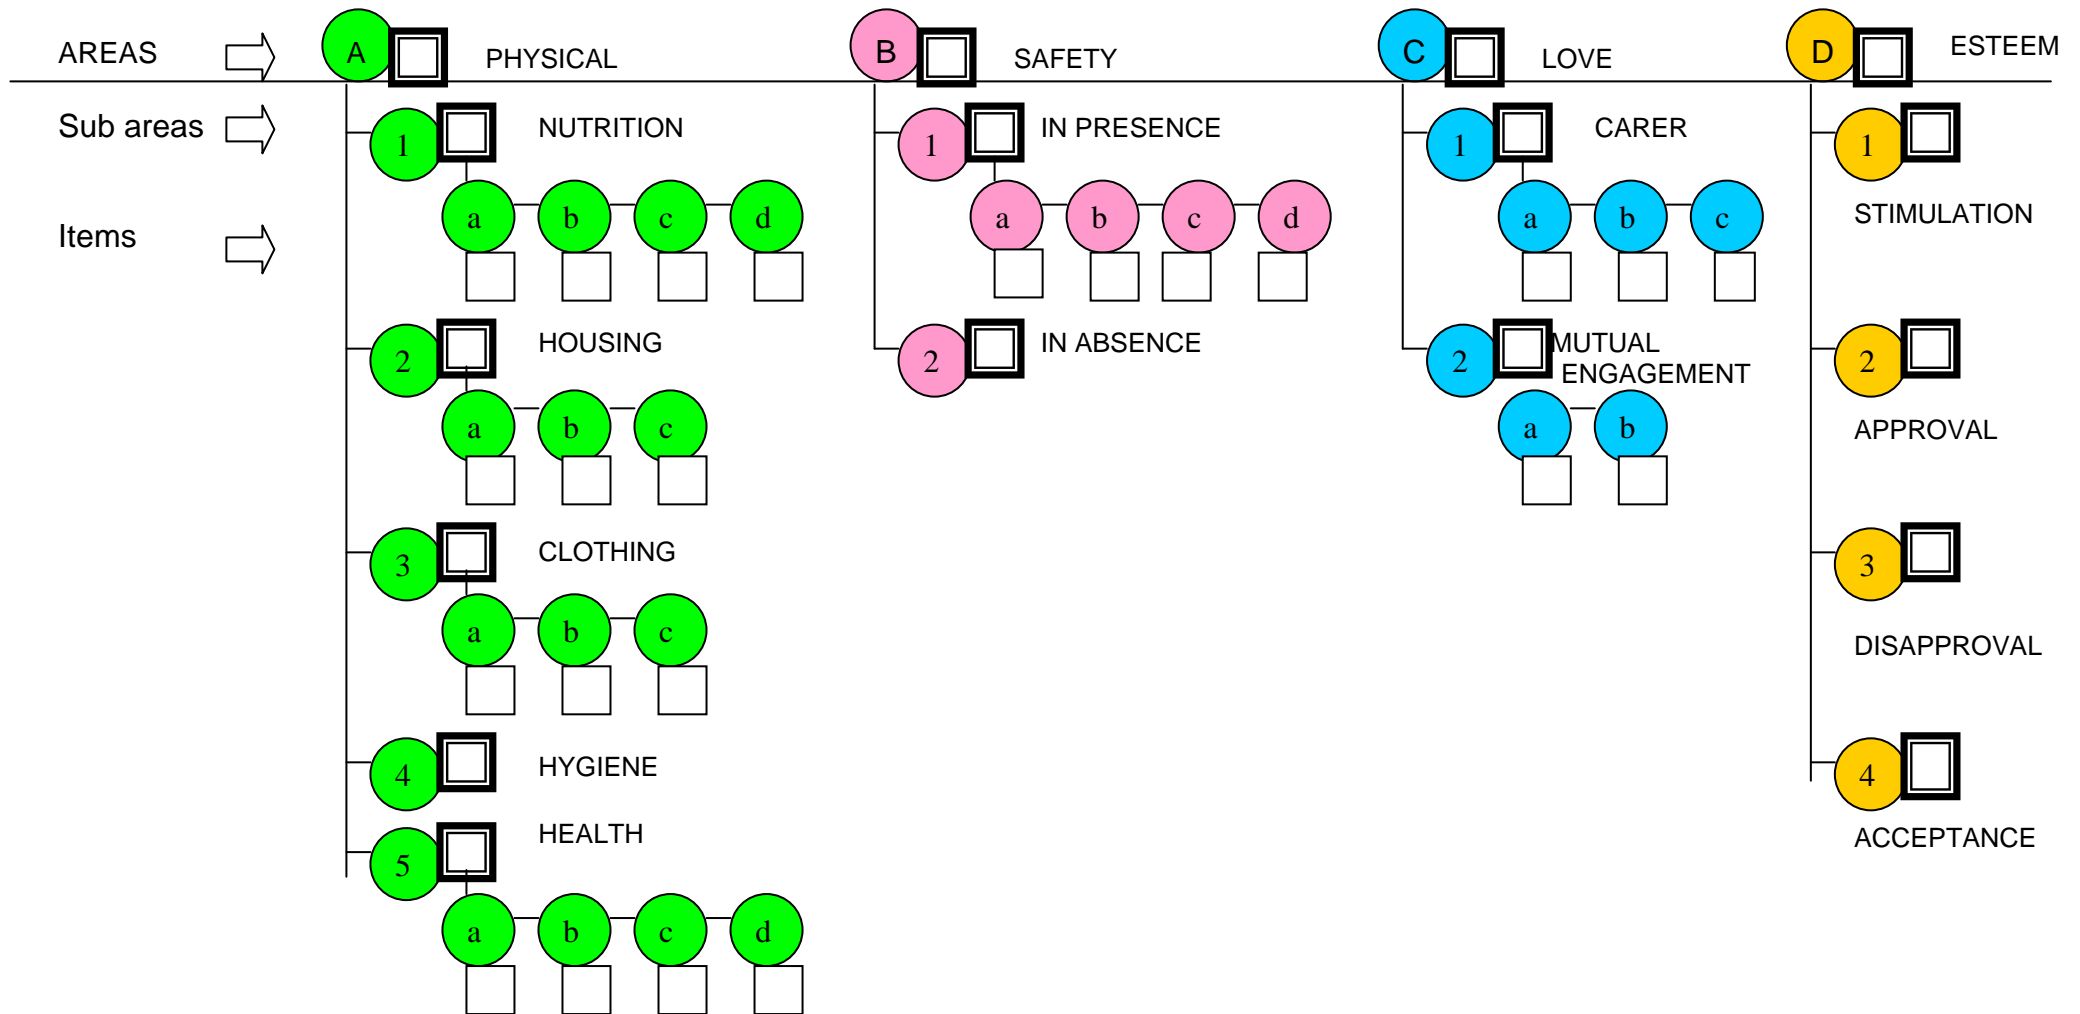 AREAS A PHYSICAL B SAFETY C LOVE D ESTEEM
Sub areas 1 NUTRITION 1 IN PRESENCE 1 CARER 1
Items a b c d a b c d a b c STIMULATION
2 HOUSING 2 IN ABSENCE 2 MUTUAL 2
ENGAGEMENT
a b c a b APPROVAL
3 CLOTHING 3
a b c DISAPPROVAL
4 HYGIENE 4
5 HEALTH ACCEPTANCE
a b c d